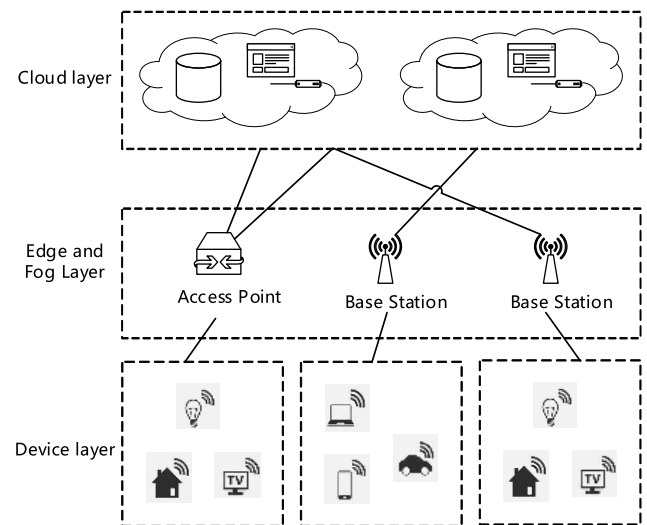 Cloud layer
Edge and
Fog Layer
Access Point
Base Station
Base Station
Device layer
TV
TV